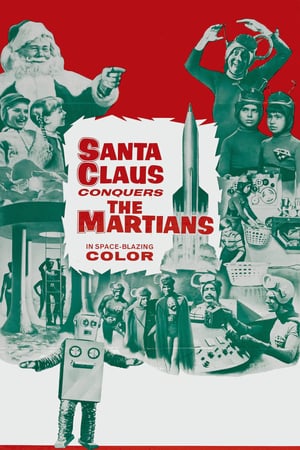 SANTA
CLAUS
CONQUERS
THE
MARTIANS
IN SPACE-BLAZING
COLOR